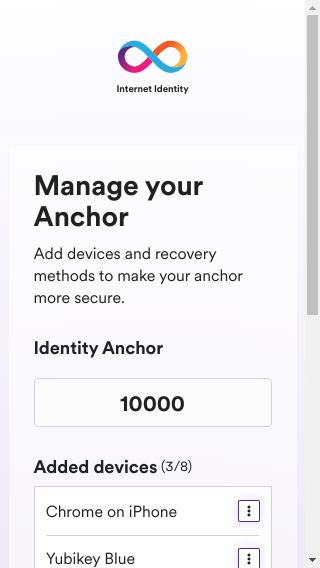 Internet Identity
Manage your
Anchor
Add devices and recovery
methods to make your anchor
more secure.
Identity Anchor
10000
Added devices (3/8)
Chrome on iPhone
Yubikey Blue